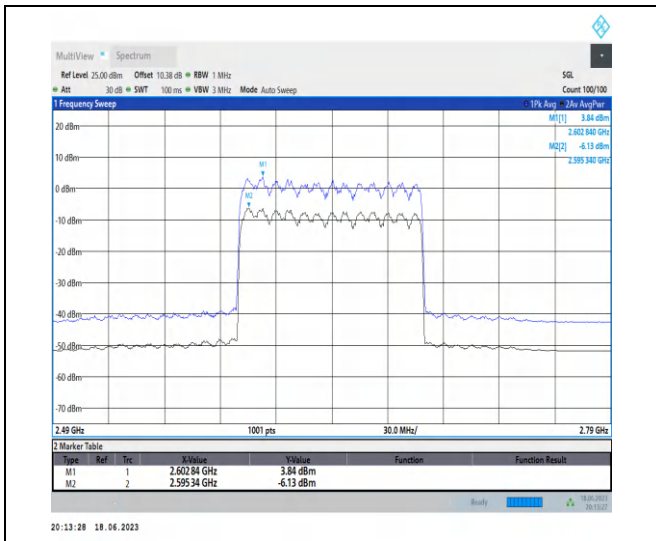 MultiView Spectrum
Ref Level 25.00 dBm Offset 10.38 dB RBW 1 MHz SGL
Att 30 dB SWT 100 ms VBW 3 MHz Mode Auto Sweep Count 100/100
1 Frequency Sweep 1Pk Avg 2Av AvgPwr
M1[1] 3.84 dBm
2.602 840 GHz
M2[2] -6.13 dBm
2.595 340 GHz
20 dBm
10 dBm
M1
0 dBm
M2
-10 dBm
-20 dBm
-30 dBm
-40 dBm
-50 dBm
-60 dBm
-70 dBm
2.49 GHz 1001 pts 30.0 MHz/ 2.79 GHz
2 Marker Table
Type Ref Trc X-Value Y-Value Function Function Result
M1 1 2.60284 GHz 3.84 dBm
M2 2 2.59534 GHz -6.13 dBm
Ready 18.06.2023
20:13:27
20:13:28 18.06.2023